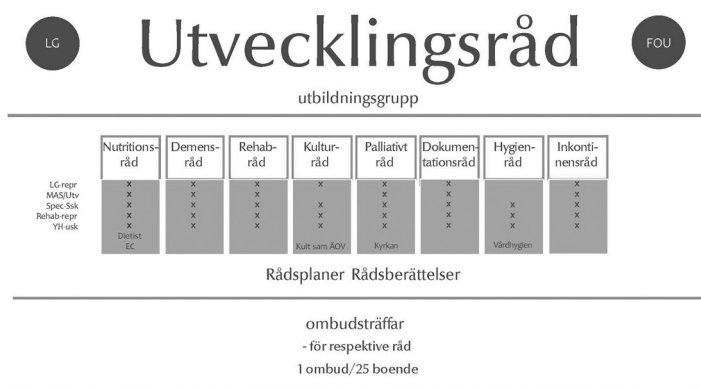 LG
Utvecklingsråd
FOU
utbildningsgrupp
Nutritions-
råd
Demens-
råd
Rehab-
råd
Kultur-
råd
Palliativt
råd
Dokumen-
tationsråd
Hygien-
råd
Inkonti-
nensråd
LG-repr x x x x x x x
MAS/Utv x x x x x x
Spec-Ssk x x x x x x x x
Rehab-repr x x x x x x x x
YH-usk x x x x x x x x
Dietist
EC
Kult sam ÄOV
Kyrkan
Vårdhygien
Rådsplaner Rådsberättelser
ombudsträffar
- för respektive råd
1 ombud/25 boende